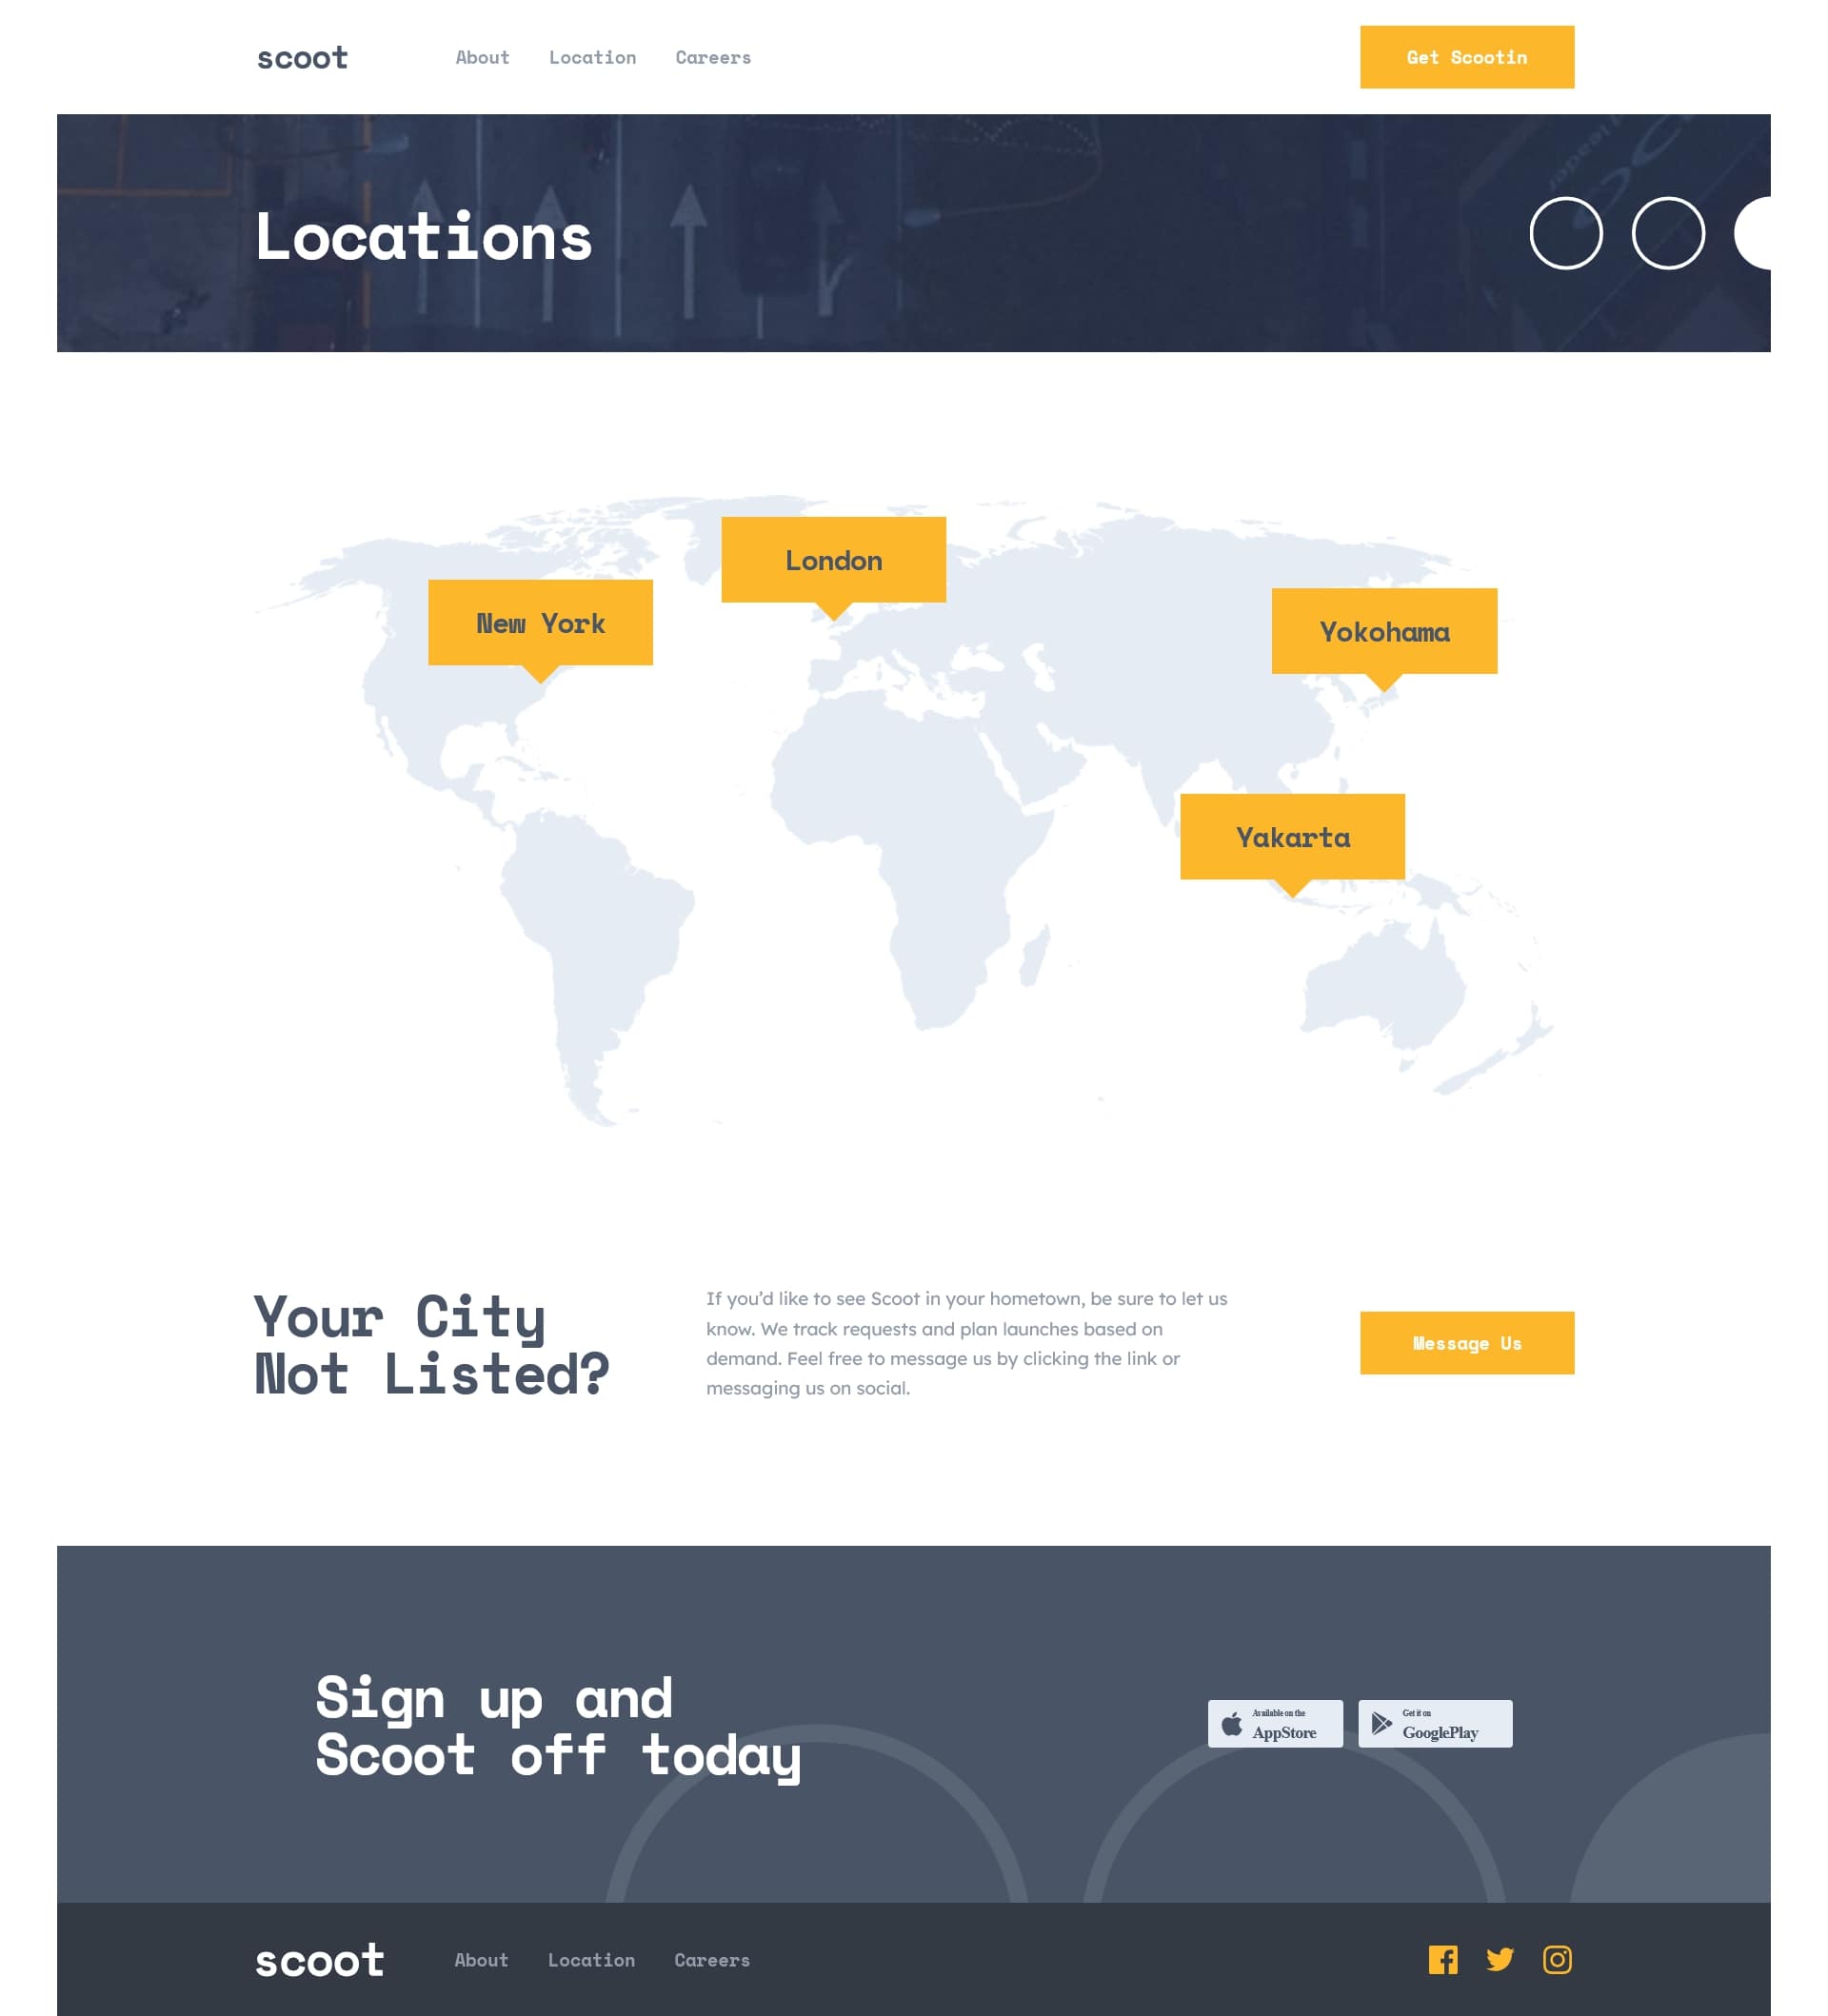 scoot
About Location Careers
Get Scootin
Locations
London
New York
Yokohama
Yakarta
Your City
Not Listed?
If you’d like to see Scoot in your hometown, be sure to let us
know. We track requests and plan launches based on
demand. Feel free to message us by clicking the link or
messaging us on social.
Message Us
Sign up and
Scoot off today
Available on the
AppStore
Get it on
GooglePlay
scoot
About Location Careers